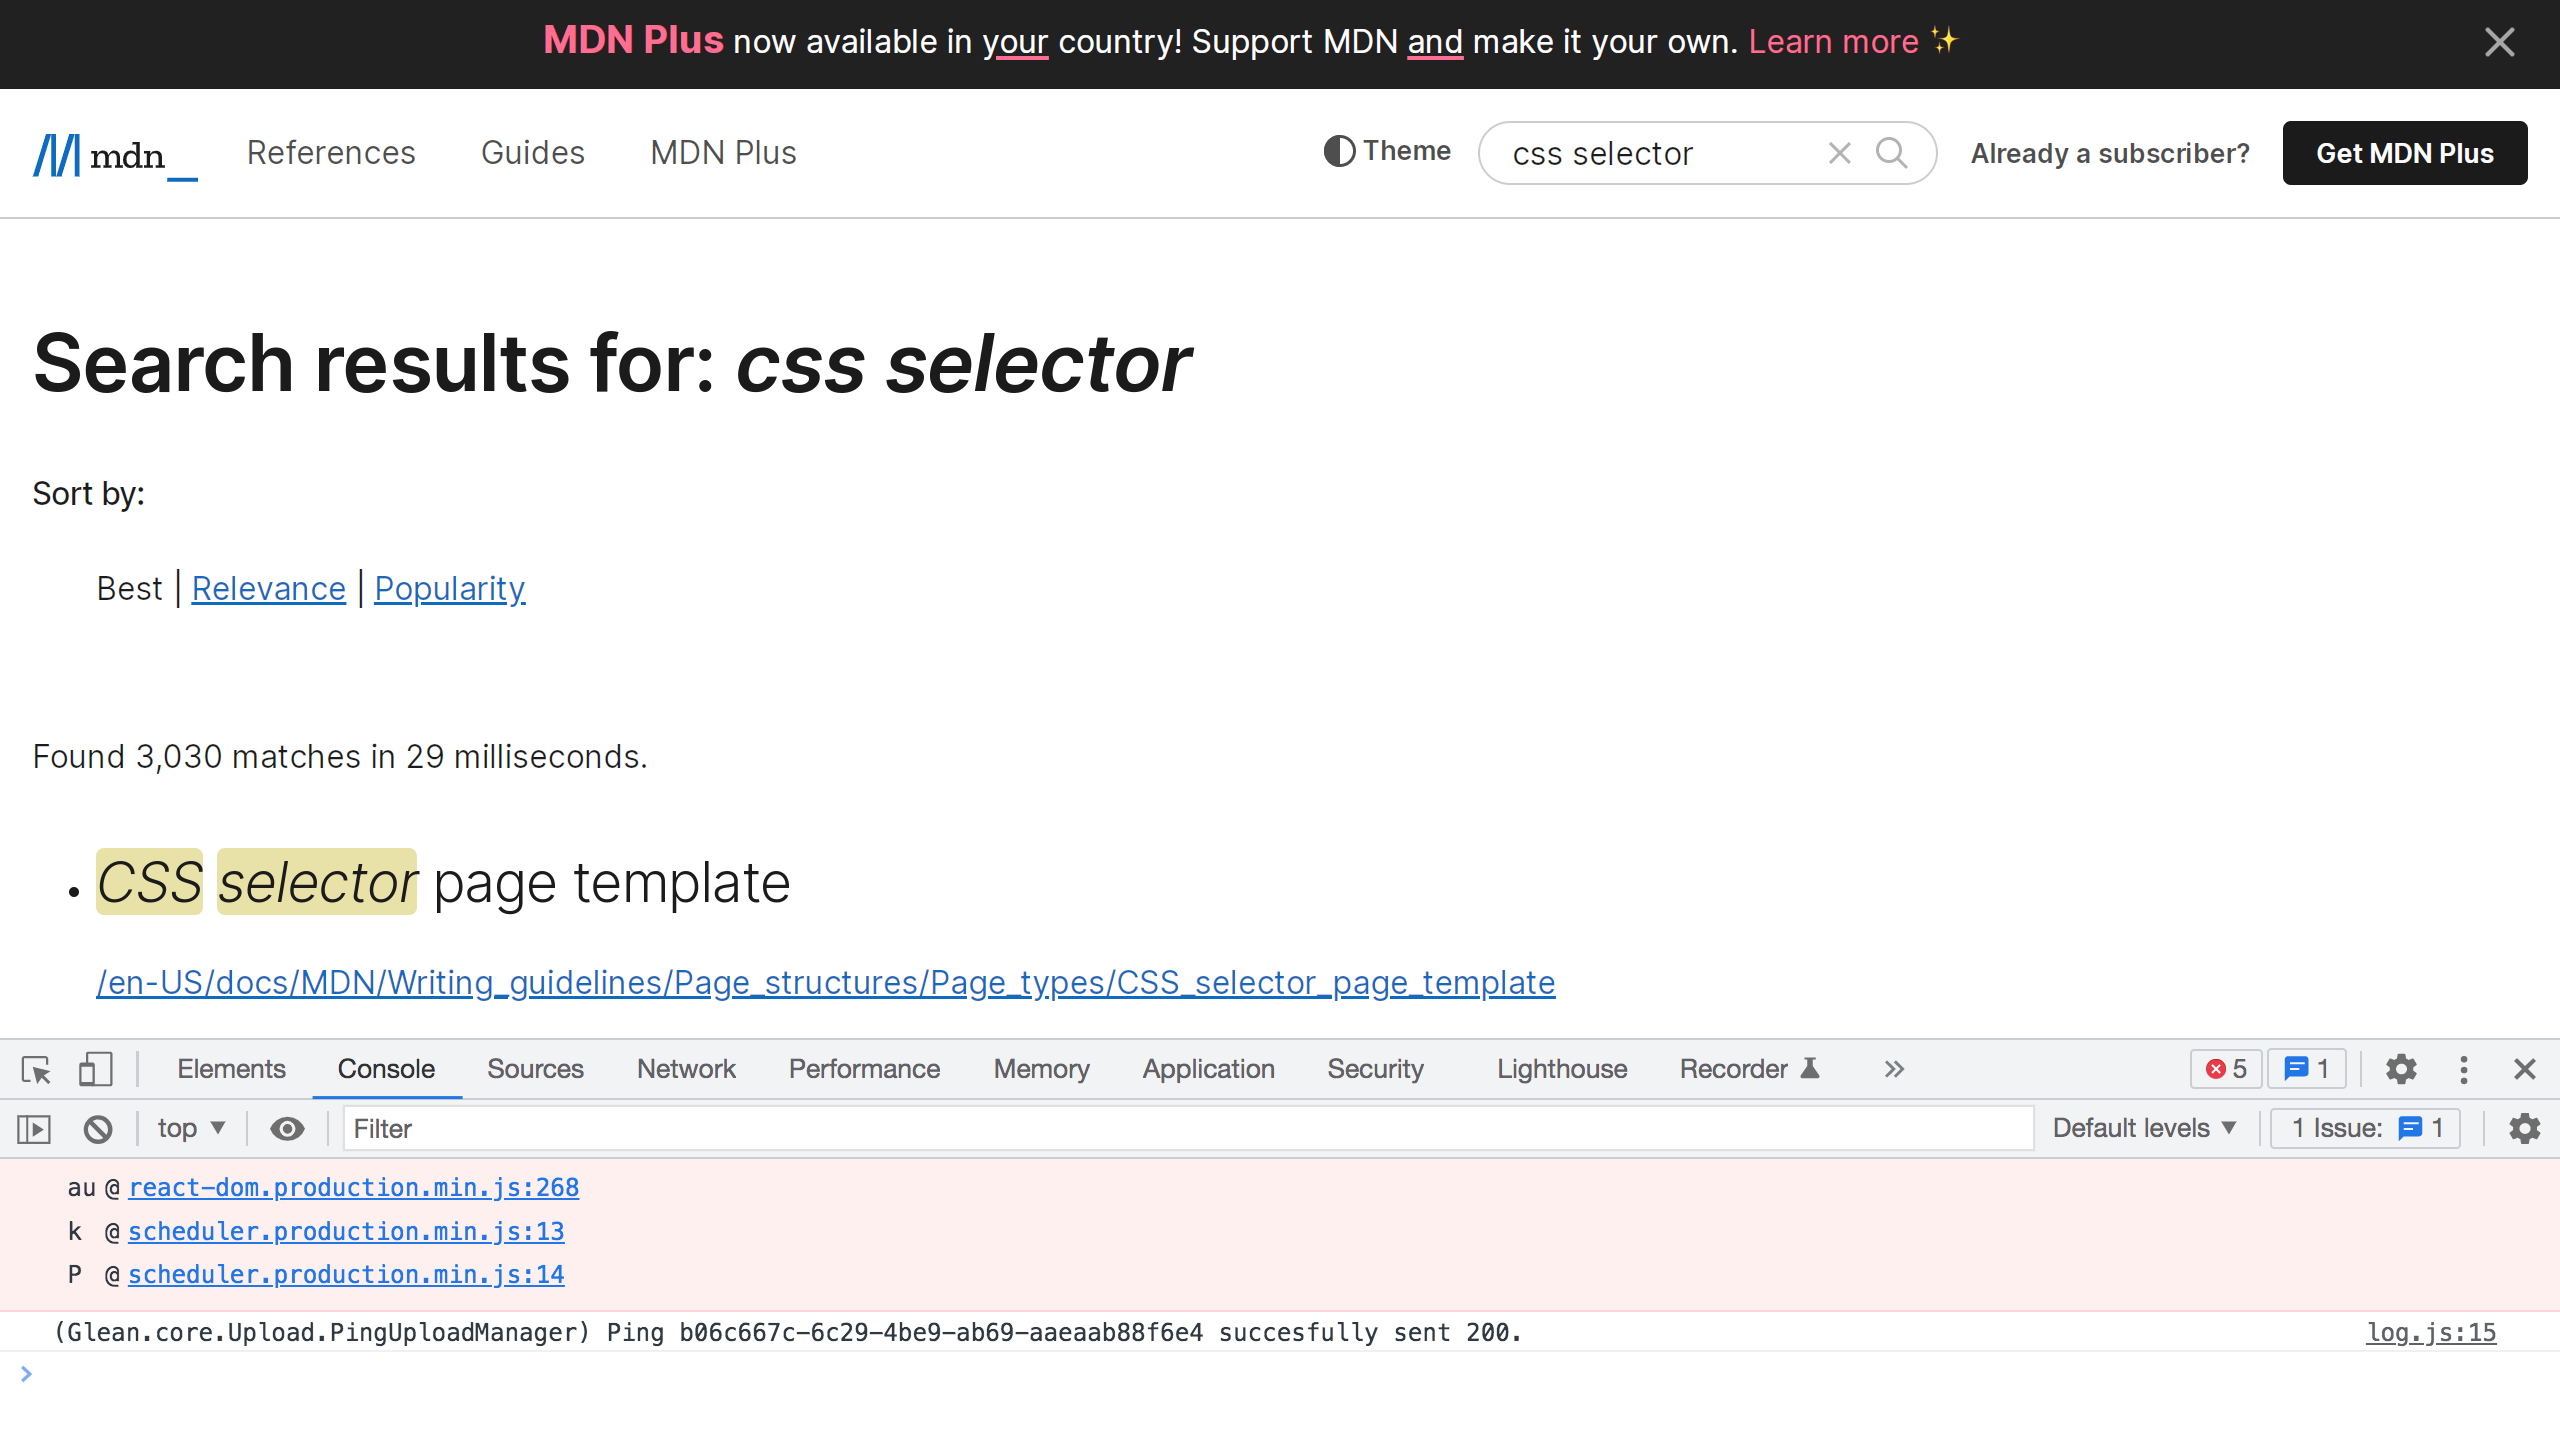 MDN Plus now available in your country! Support MDN and make it your own. Learn more ✨
mdn_ References Guides MDN Plus Theme css selector Already a subscriber? Get MDN Plus
Search results for: css selector
Sort by:
Best | Relevance | Popularity
Found 3,030 matches in 29 milliseconds.
• CSS selector page template
/en-US/docs/MDN/Writing_guidelines/Page_structures/Page_types/CSS_selector_page_template
Elements Console Sources Network Performance Memory Application Security Lighthouse Recorder 5 1
top Filter Default levels 1 Issue: 1
au @ react-dom.production.min.js:268
k @ scheduler.production.min.js:13
P @ scheduler.production.min.js:14
(Glean.core.Upload.PingUploadManager) Ping b06c667c-6c29-4be9-ab69-aaeaab88f6e4 succesfully sent 200. log.js:15